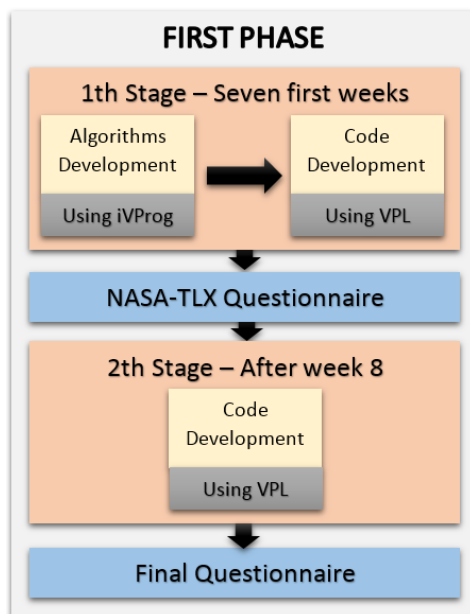 FIRST PHASE
1th Stage – Seven first weeks
Algorithms
Development
Using iVProg
Code
Development
Using VPL
NASA-TLX Questionnaire
2th Stage – After week 8
Code
Development
Using VPL
Final Questionnaire